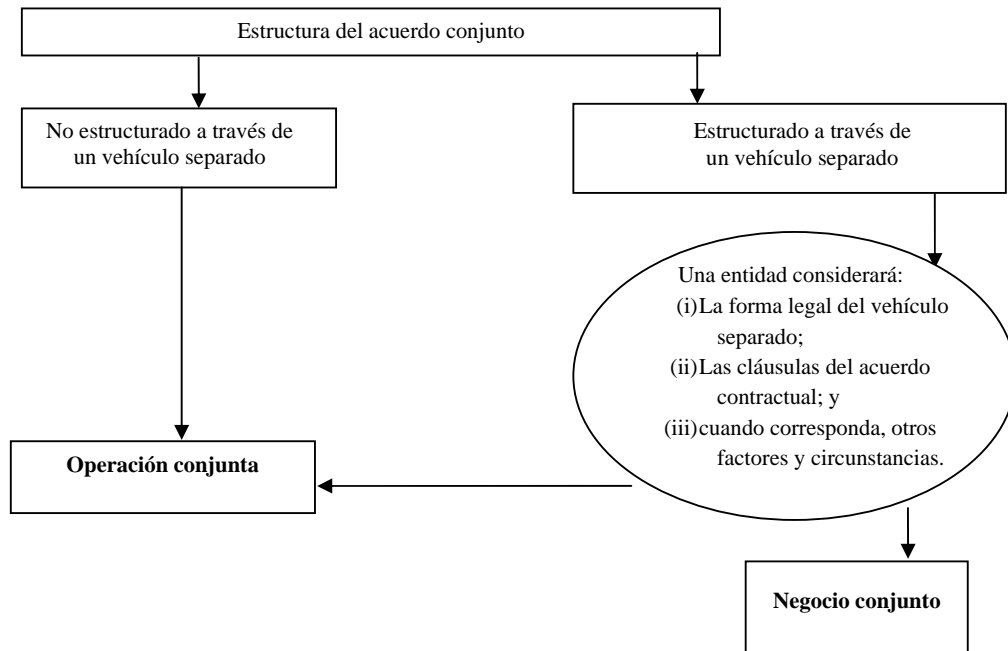 Estructura del acuerdo conjunto
No estructurado a través de
un vehículo separado
Estructurado a través de
un vehículo separado
Una entidad considerará:
(i)La forma legal del vehículo
separado;
(ii)Las cláusulas del acuerdo
contractual; y
(iii)cuando corresponda, otros
factores y circunstancias.
Operación conjunta
Negocio conjunto